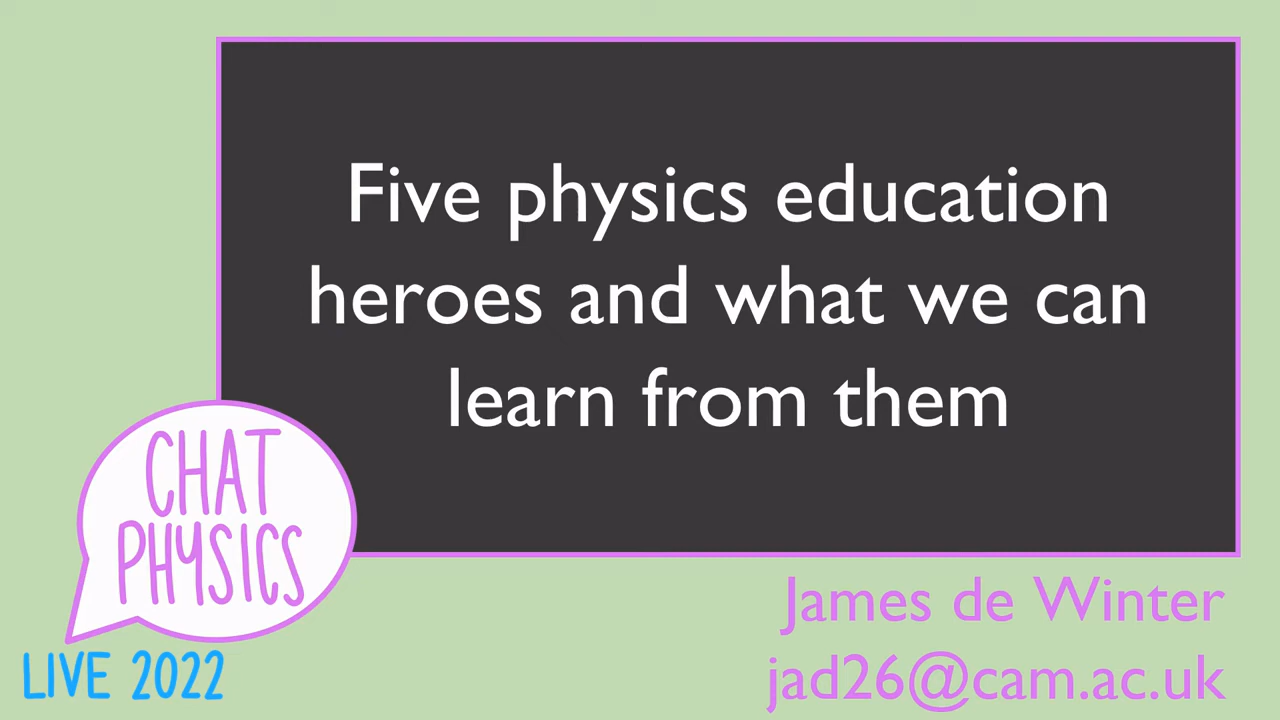 Five physics education
heroes and what we can
learn from them
CHAT
PHYSICS
LIVE 2022
James de Winter
jad26@cam.ac.uk